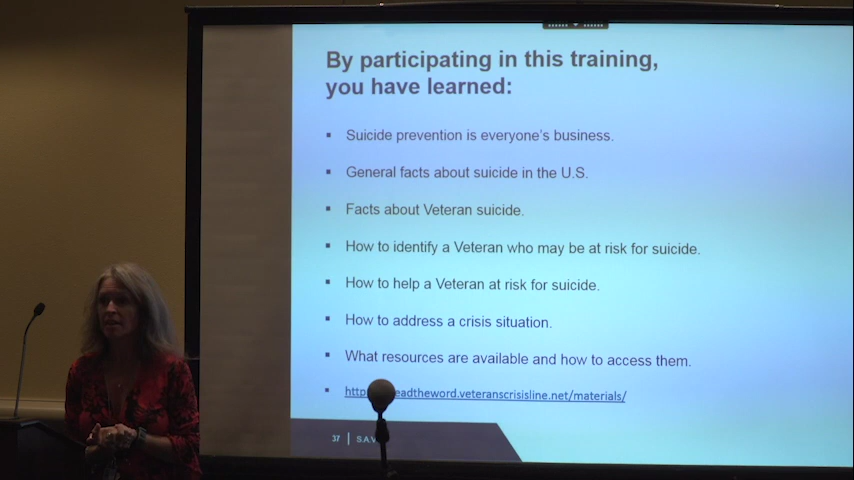 By participating in this training,
you have learned:
▪ Suicide prevention is everyone's business.
▪ General facts about suicide in the U.S.
▪ Facts about Veteran suicide.
▪ How to identify a Veteran who may be at risk for suicide.
▪ How to help a Veteran at risk for suicide.
▪ How to address a crisis situation.
▪ What resources are available and how to access them.
▪ eadtheword.veteranscrisisline.net/materials/
37 |